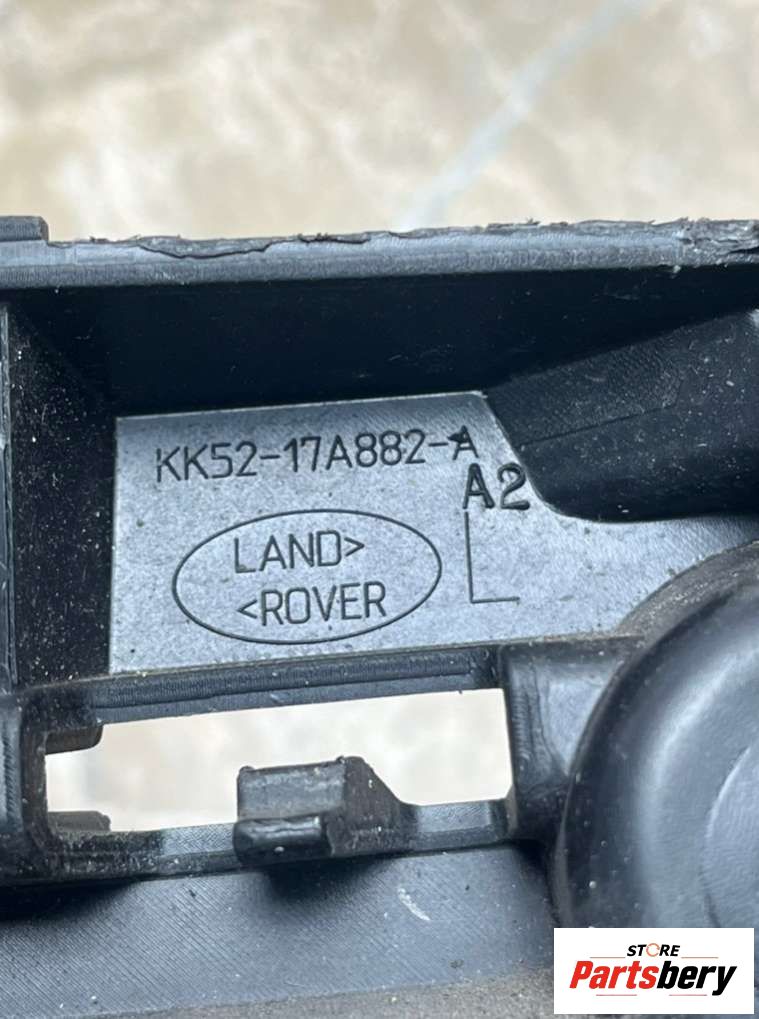 KK52-17A882-A
A2
LAND>
<ROVER
STORE
Partsbery